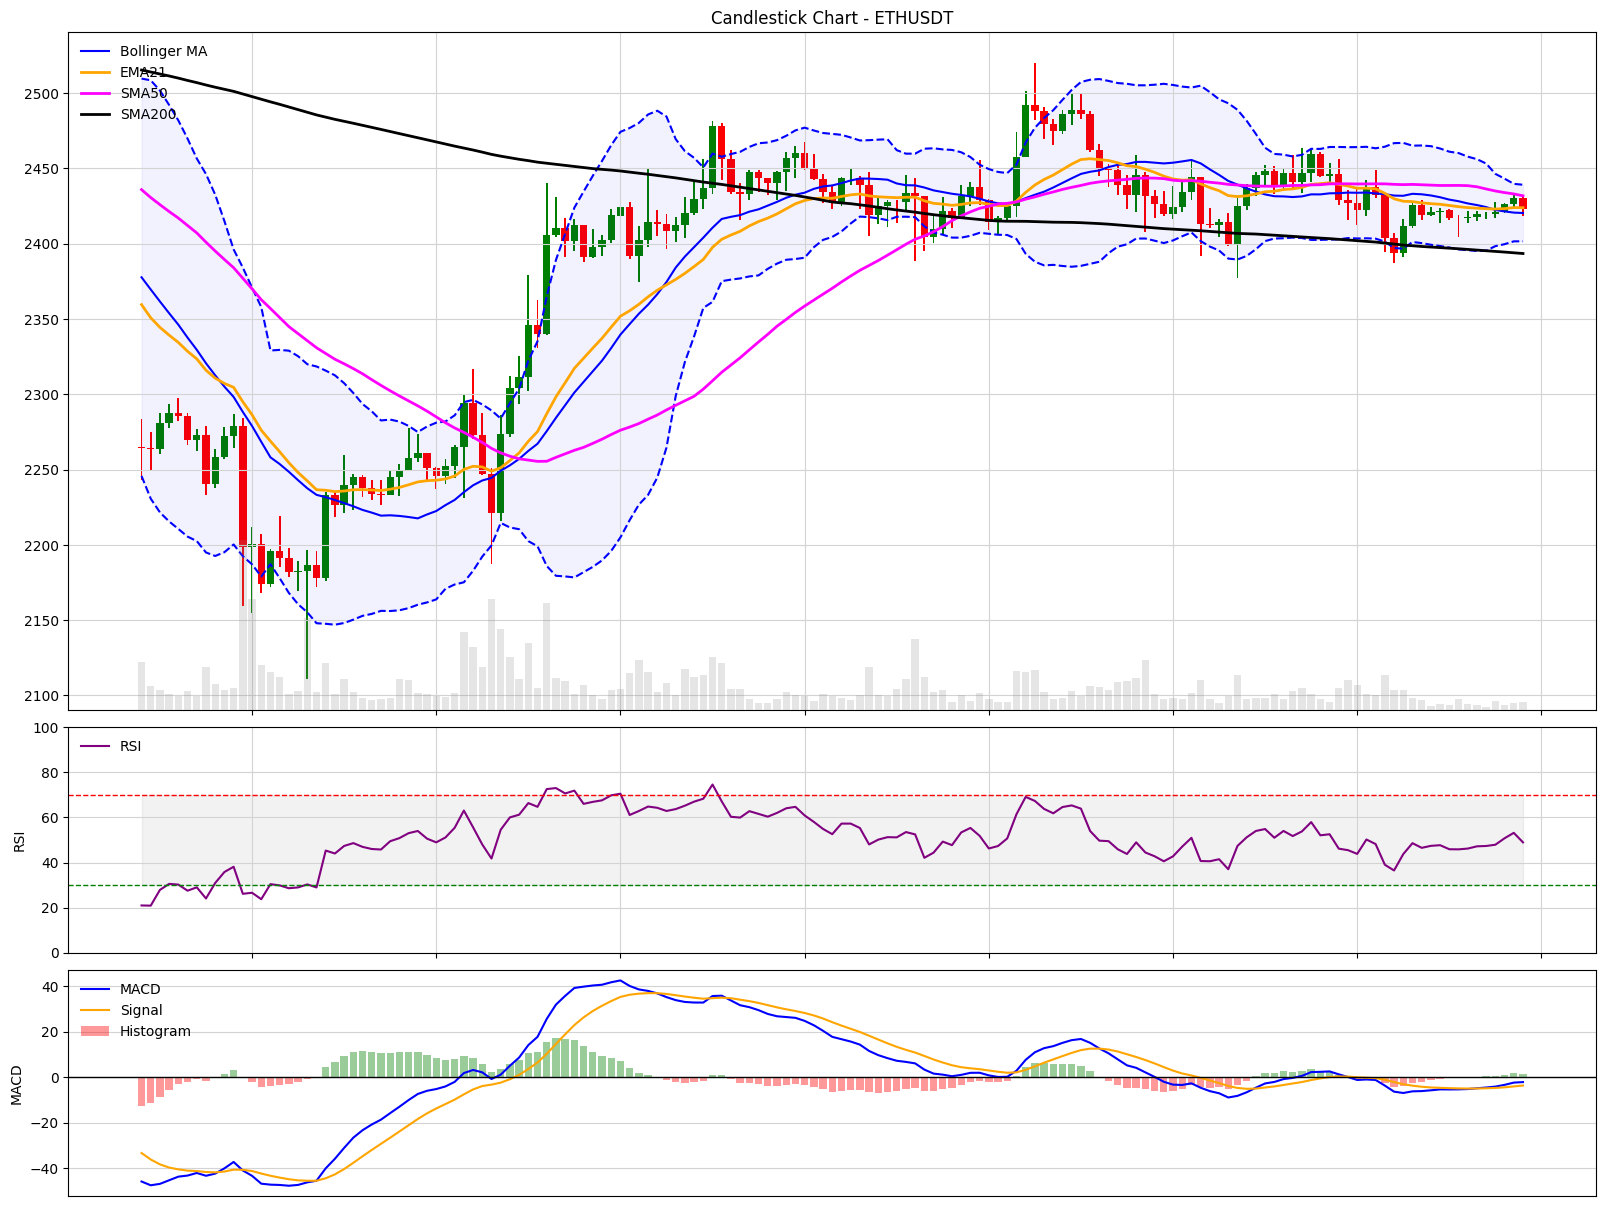 Candlestick Chart - ETHUSDT
Bollinger MA
EMA21
SMA50
SMA200
2500
2450
2400
2350
2300
2250
2200
2150
2100
RSI
100
80
60
40
20
0
RSI
MACD
Signal
Histogram
40
20
0
−20
−40
MACD